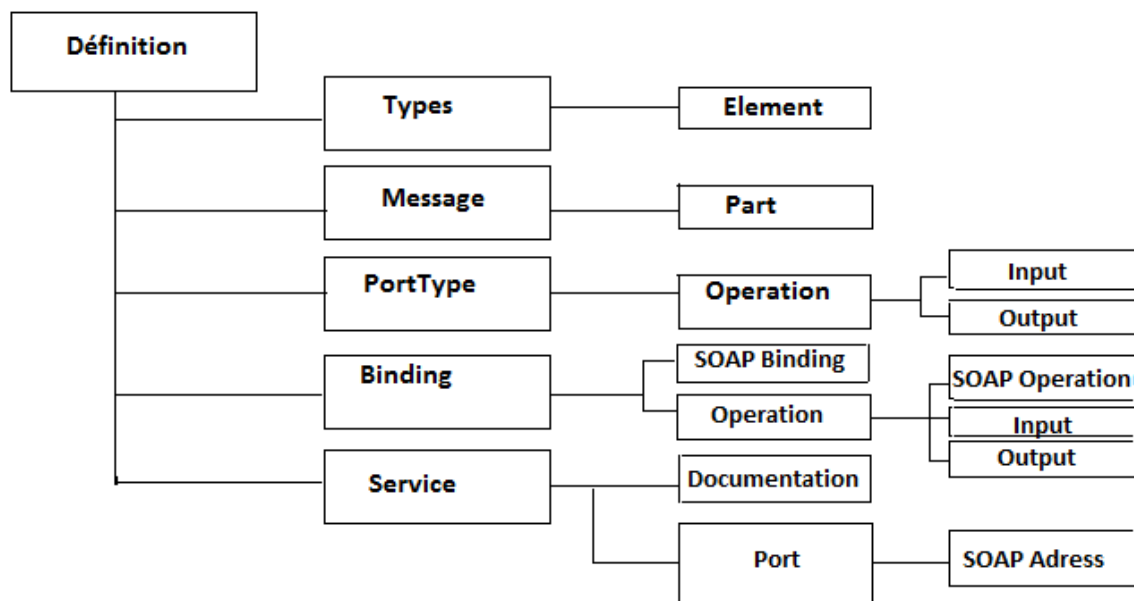 Définition
Types
Element
Message
Part
PortType
Operation
Input
Output
Binding
SOAP Binding
Operation
SOAP Operation
Input
Output
Service
Documentation
Port
SOAP Adress